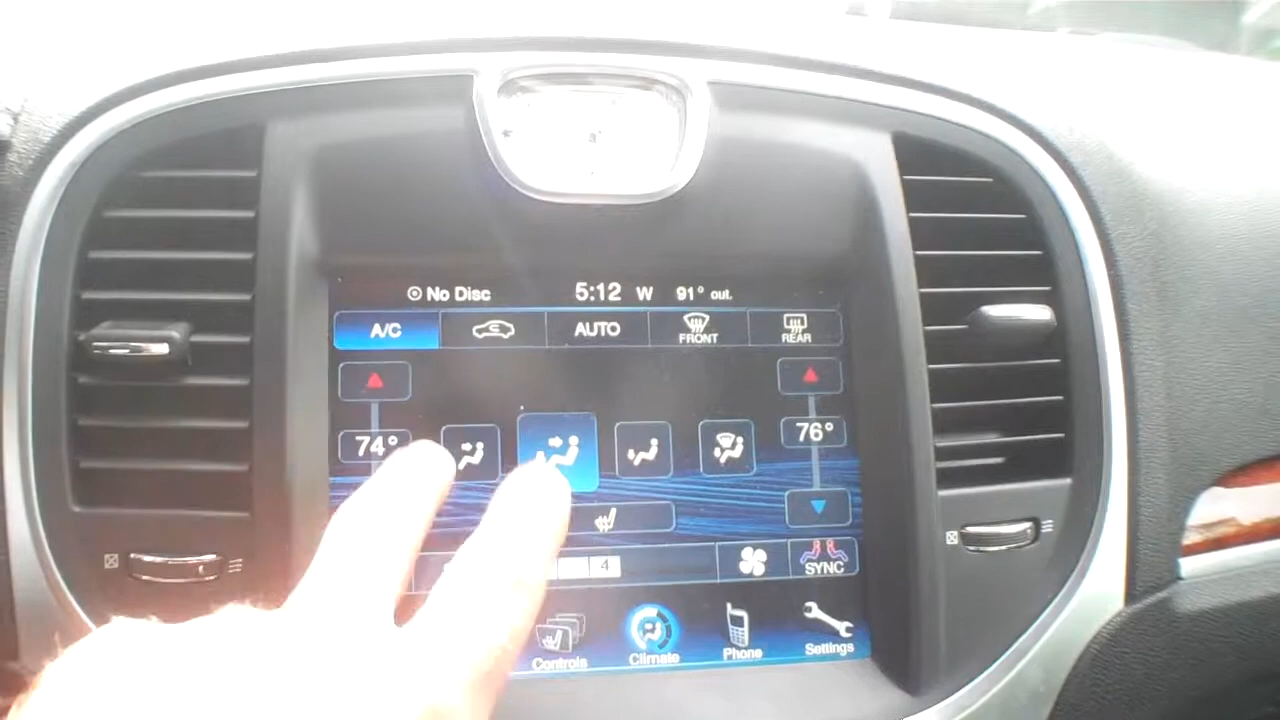 No Disc 5:12 W 91° out.
A/C AUTO FRONT REAR
74° 76°
4 SYNC
Controls Climate Phone Settings